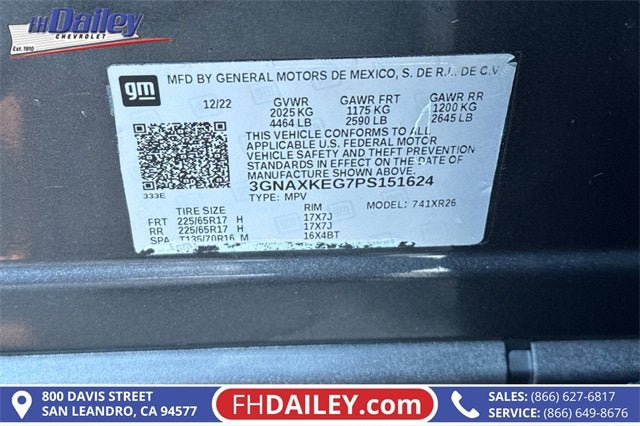 FHDailey
CHEVROLET
Est. 1910
gm
MFD BY GENERAL MOTORS DE MEXICO, S. DE R.L. DE C.V.
12/22 GVWR GAWR FRT GAWR RR
2025 KG 1175 KG 1200 KG
4464 LB 2590 LB 2645 LB
THIS VEHICLE CONFORMS TO ALL
APPLICABLE U.S. FEDERAL MOTOR
VEHICLE SAFETY AND THEFT PREVENTION
STANDARDS IN EFFECT ON THE DATE OF
MANUFACTURE SHOWN ABOVE.
3GNAXKEG7PS151624
333E
TYPE: MPV MODEL: 741XR26
TIRE SIZE RIM
FRT 225/65R17 H 17X7J
RR 225/65R17 H 17X7J
SPA T135/70R16 M 16X4BT
800 DAVIS STREET
SAN LEANDRO, CA 94577
FHDAILEY.com
SALES: (866) 627-6817
SERVICE: (866) 649-8676